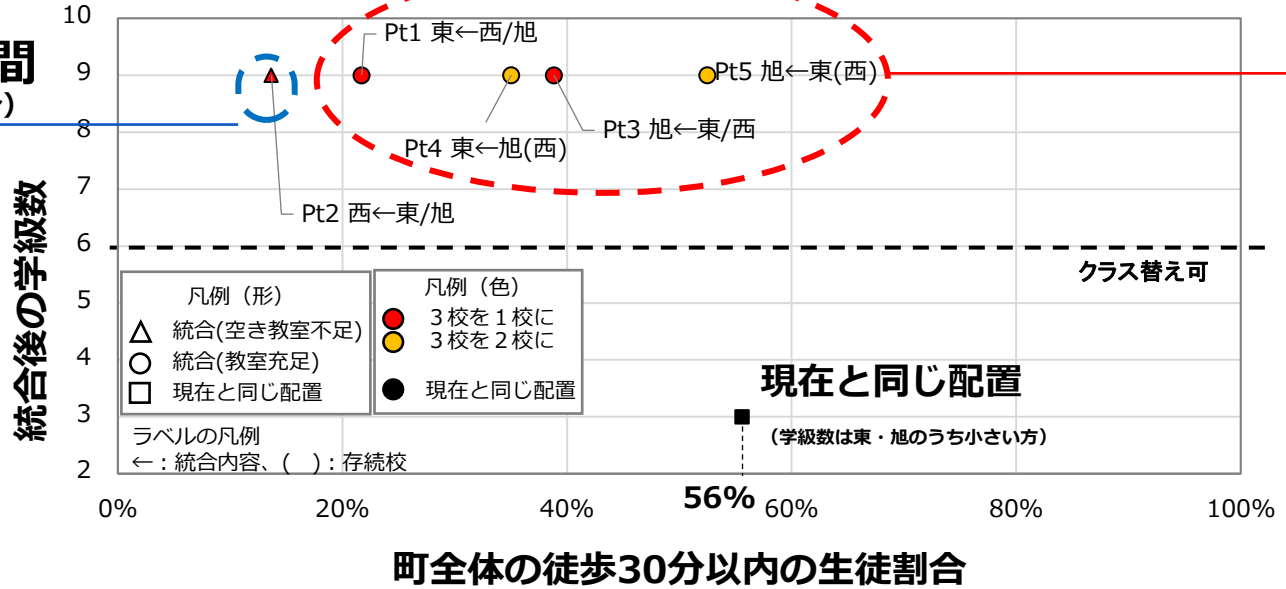 間
)
統合後の学級数
10
9
8
7
6
5
4
3
2
Pt1 東←西/旭
Pt5 旭←東(西)
Pt3 旭←東/西
Pt4 東←旭(西)
Pt2 西←東/旭
クラス替え可
凡例（形）
統合(空き教室不足)
統合(教室充足)
現在と同じ配置
凡例（色）
３校を１校に
３校を２校に
現在と同じ配置
ラベルの凡例
←：統合内容、(　)：存続校
現在と同じ配置
（学級数は東・旭のうち小さい方）
56%
0%
20%
40%
60%
80%
100%
町全体の徒歩30分以内の生徒割合